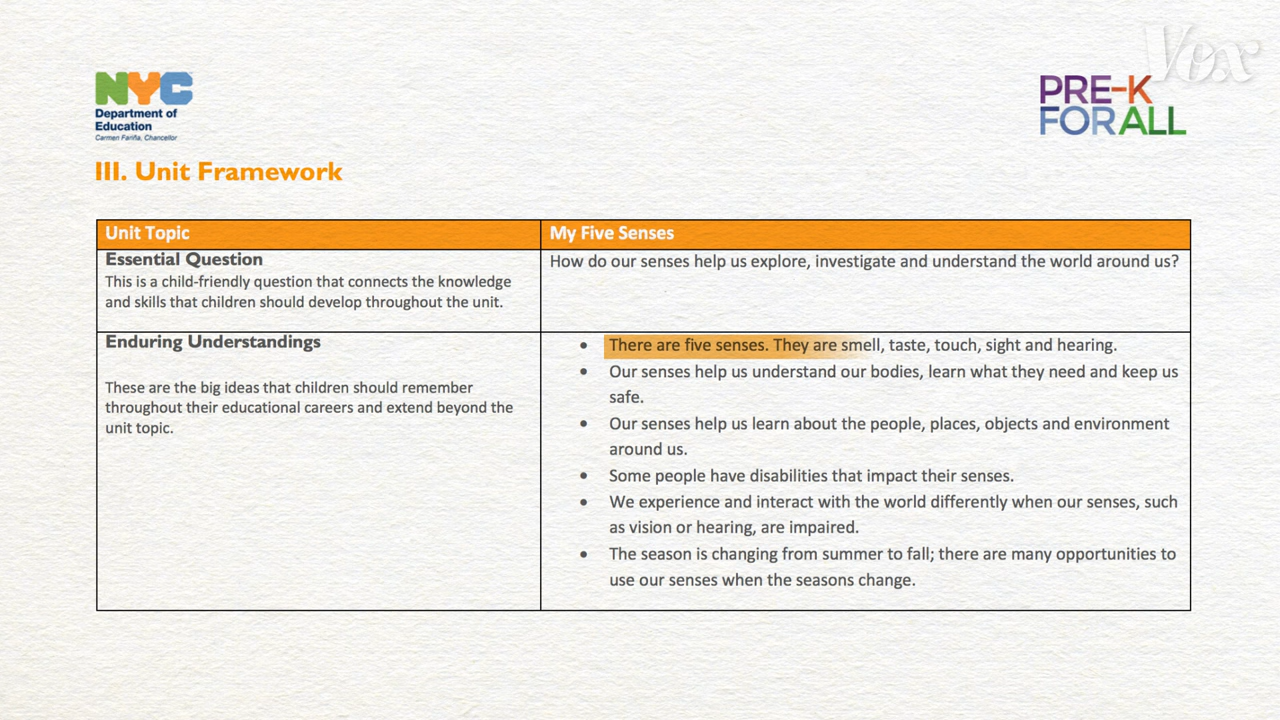 Vox
NYC
Department of
Education
Carmen Fariña, Chancellor
PRE-K
FOR ALL
III. Unit Framework
Unit Topic
My Five Senses
Essential Question
This is a child-friendly question that connects the knowledge
and skills that children should develop throughout the unit.
How do our senses help us explore, investigate and understand the world around us?
Enduring Understandings
These are the big ideas that children should remember
throughout their educational careers and extend beyond the
unit topic.
• There are five senses. They are smell, taste, touch, sight and hearing.
• Our senses help us understand our bodies, learn what they need and keep us
safe.
• Our senses help us learn about the people, places, objects and environment
around us.
• Some people have disabilities that impact their senses.
• We experience and interact with the world differently when our senses, such
as vision or hearing, are impaired.
• The season is changing from summer to fall; there are many opportunities to
use our senses when the seasons change.